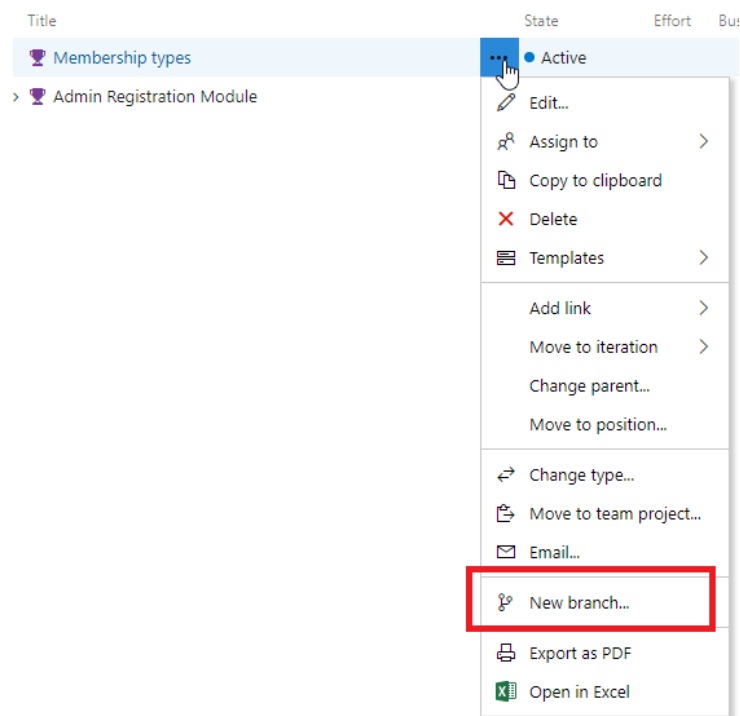 Title State Effort Bus
Membership types ... Active
Admin Registration Module
Edit...
Assign to
Copy to clipboard
Delete
Templates
Add link
Move to iteration
Change parent...
Move to position...
Change type...
Move to team project...
Email...
New branch...
Export as PDF
Open in Excel